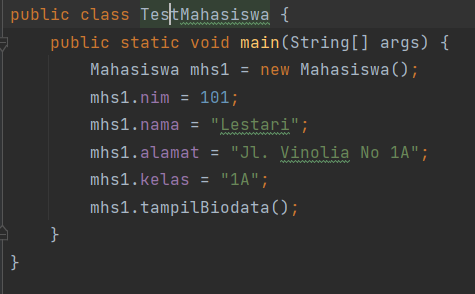 public class TestMahasiswa {
    public static void main(String[] args) {
        Mahasiswa mhs1 = new Mahasiswa();
        mhs1.nim = 101;
        mhs1.nama = "Lestari";
        mhs1.alamat = "Jl. Vinolia No 1A";
        mhs1.kelas = "1A";
        mhs1.tampilBiodata();
    }
}